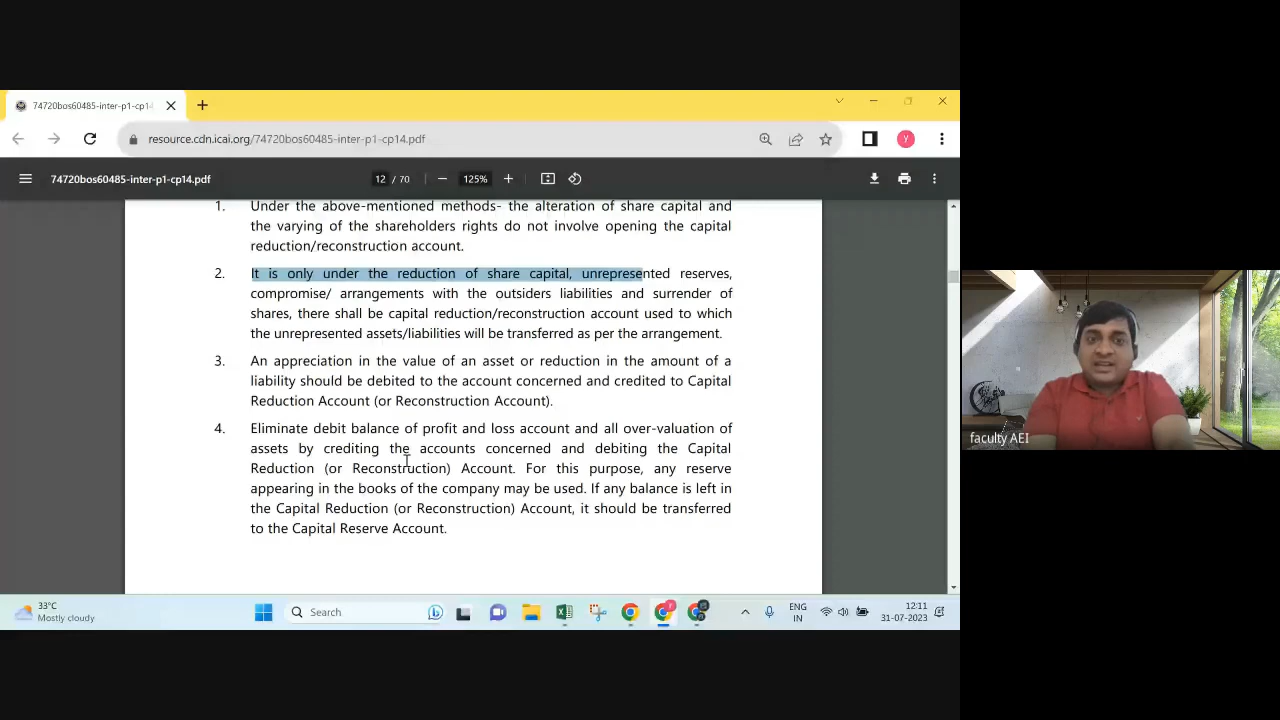 74720bos60485-inter-p1-cp14
resource.cdn.icai.org/74720bos60485-inter-p1-cp14.pdf
Y
74720bos60485-inter-p1-cp14.pdf
12 / 70
125%
1. Under the above-mentioned methods- the alteration of share capital and
the varying of the shareholders rights do not involve opening the capital
reduction/reconstruction account.
2. It is only under the reduction of share capital, unrepresented reserves,
compromise/ arrangements with the outsiders liabilities and surrender of
shares, there shall be capital reduction/reconstruction account used to which
the unrepresented assets/liabilities will be transferred as per the arrangement.
3. An appreciation in the value of an asset or reduction in the amount of a
liability should be debited to the account concerned and credited to Capital
Reduction Account (or Reconstruction Account).
4. Eliminate debit balance of profit and loss account and all over-valuation of
assets by crediting the accounts concerned and debiting the Capital
Reduction (or Reconstruction) Account. For this purpose, any reserve
appearing in the books of the company may be used. If any balance is left in
the Capital Reduction (or Reconstruction) Account, it should be transferred
to the Capital Reserve Account.
faculty AEI
33°C
Mostly cloudy
Search
ENG
IN
12:11
31-07-2023